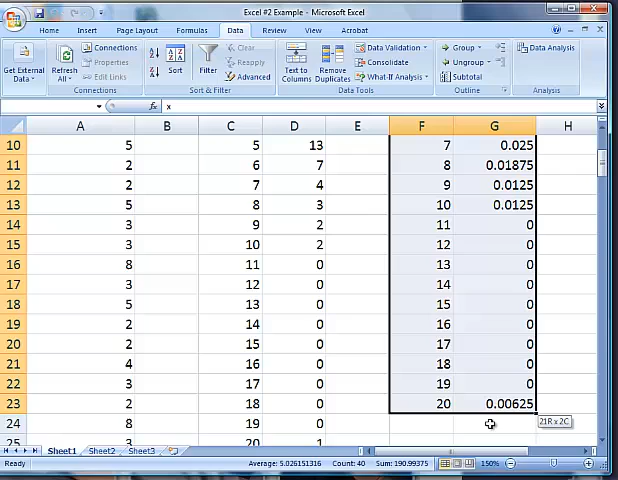 Excel #2 Example - Microsoft Excel
Home Insert Page Layout Formulas Data Review View Acrobat
Get External Data Refresh All Connections Properties Edit Links Sort Filter Clear Reapply Advanced Text to Columns Remove Duplicates Data Validation Consolidate What-If Analysis Group Ungroup Subtotal Data Analysis
Connections Sort & Filter Data Tools Outline Analysis
fx x
A B C D E F G H
10 5 5 13 7 0.025
11 2 6 7 8 0.01875
12 2 7 4 9 0.0125
13 5 8 3 10 0.0125
14 3 9 2 11 0
15 3 10 2 12 0
16 8 11 0 13 0
17 3 12 0 14 0
18 5 13 0 15 0
19 2 14 0 16 0
20 2 15 0 17 0
21 4 16 0 18 0
22 3 17 0 19 0
23 2 18 0 20 0.00625
24 8 19 0 21R x 2C
25 3 20 1
Sheet1 Sheet2 Sheet3
Ready Average: 5.026151316 Count: 40 Sum: 190.99375 150%